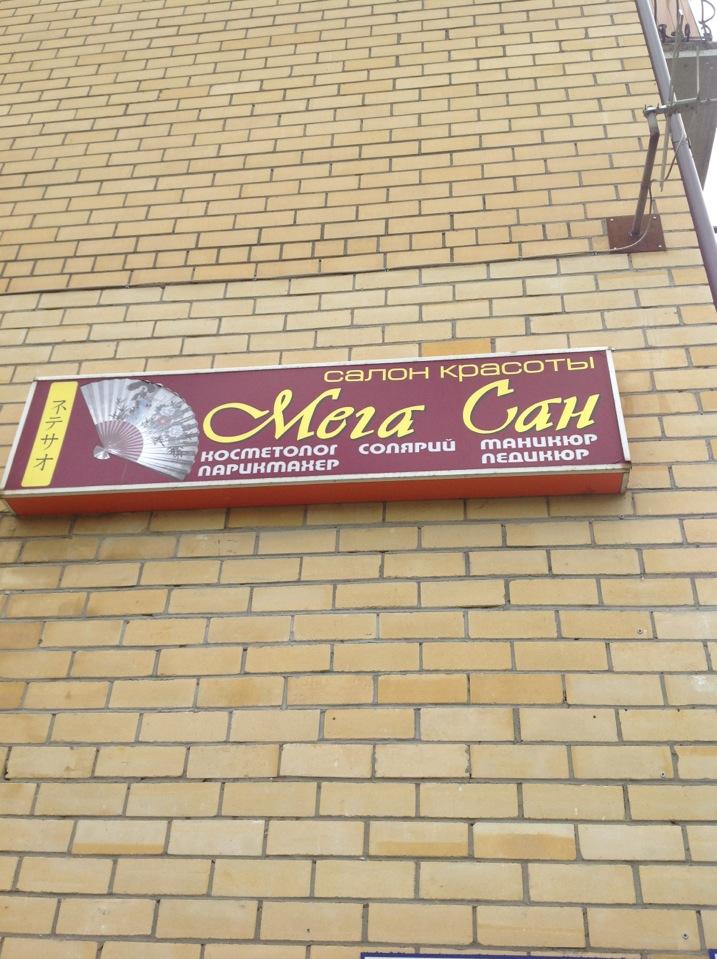 ネテサオ
салон красоты
Мега Сан
косметолог солярий маникюр
парикмахер педикюр